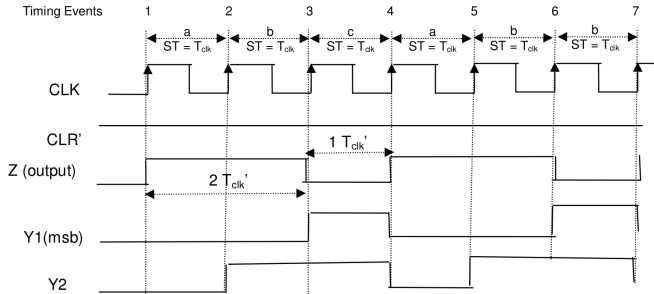 Timing Events 1 2 3 4 5 6 7
a b c a b b
ST = Tclk ST = Tclk ST = Tclk ST = Tclk ST = Tclk ST = Tclk
CLK
CLR'
1 Tclk'
Z (output)
2 Tclk'
Y1(msb)
Y2